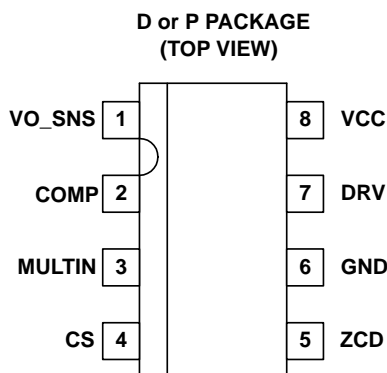 D or P PACKAGE
(TOP VIEW)
VO_SNS 1 8 VCC
COMP 2 7 DRV
MULTIN 3 6 GND
CS 4 5 ZCD